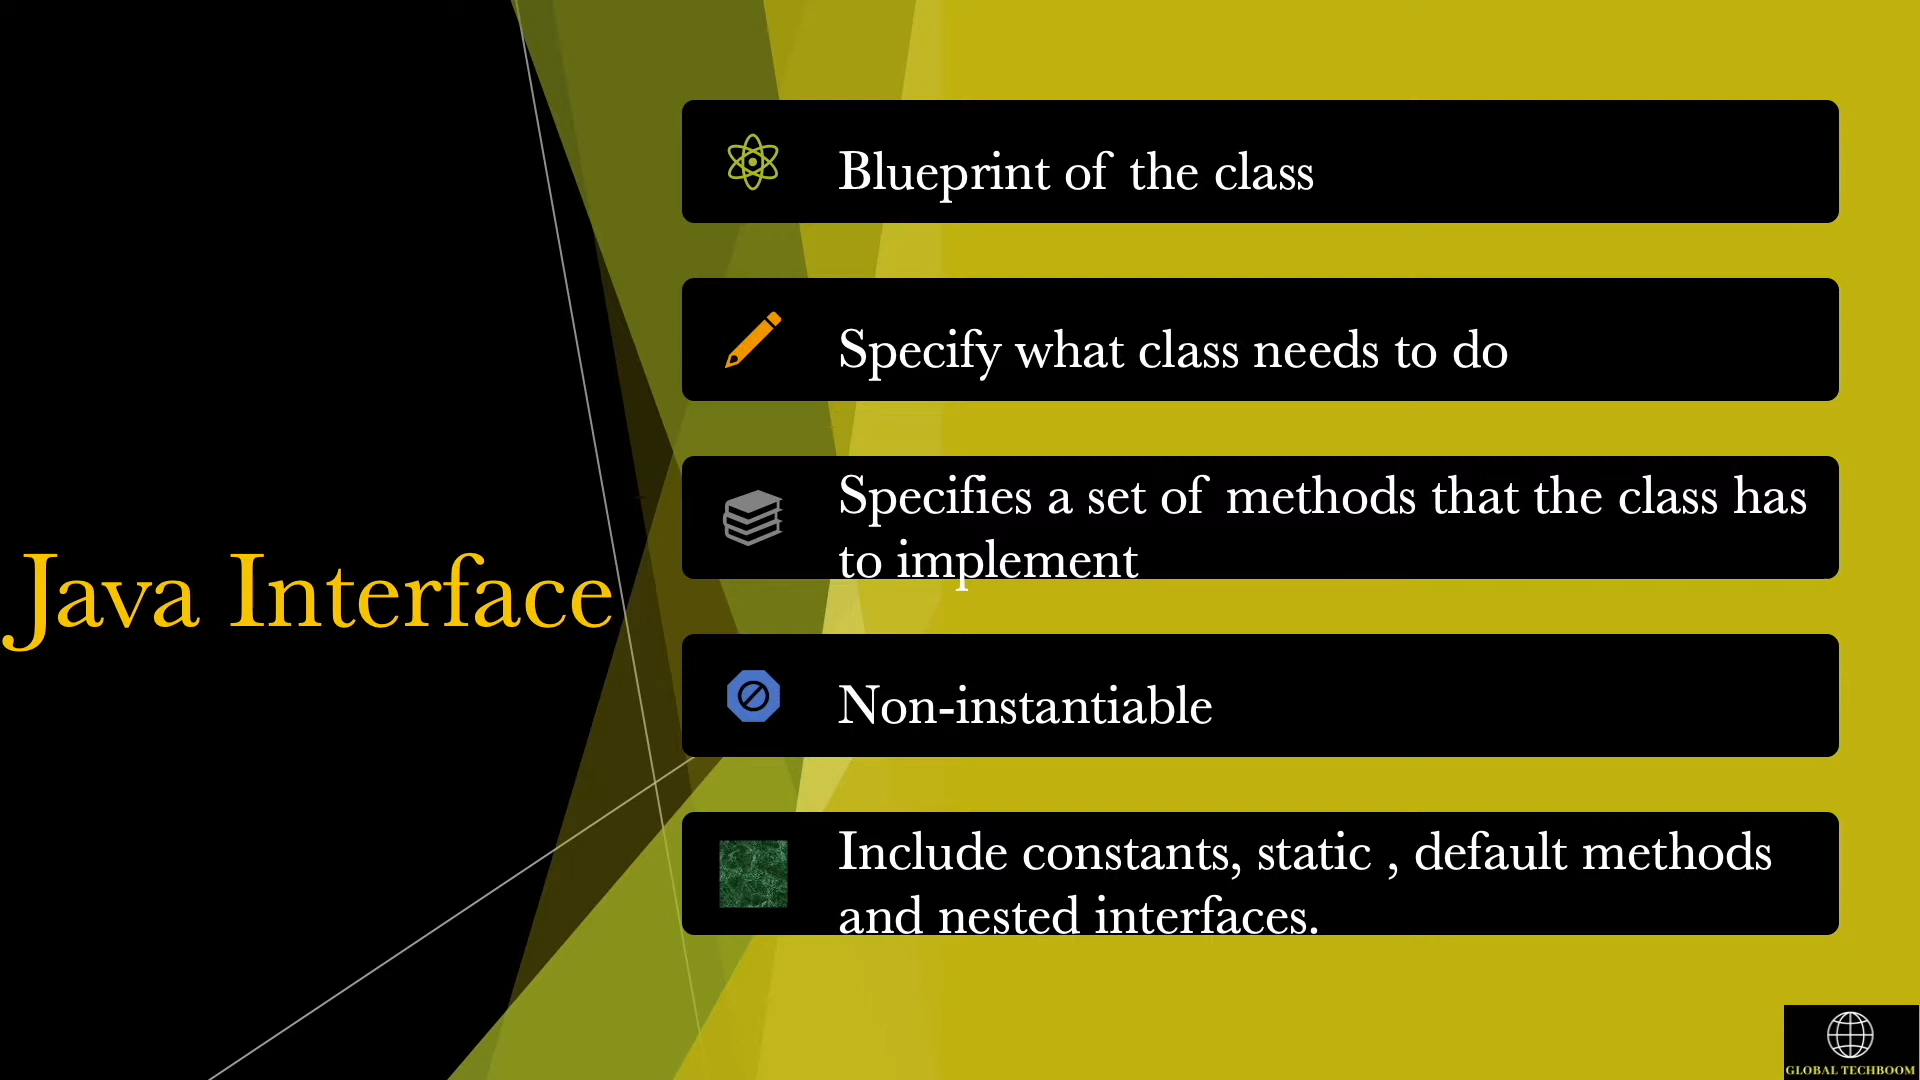 Java Interface
Blueprint of the class
Specify what class needs to do
Specifies a set of methods that the class has
to implement
Non-instantiable
Include constants, static , default methods
and nested interfaces.
GLOBAL TECHBOOM